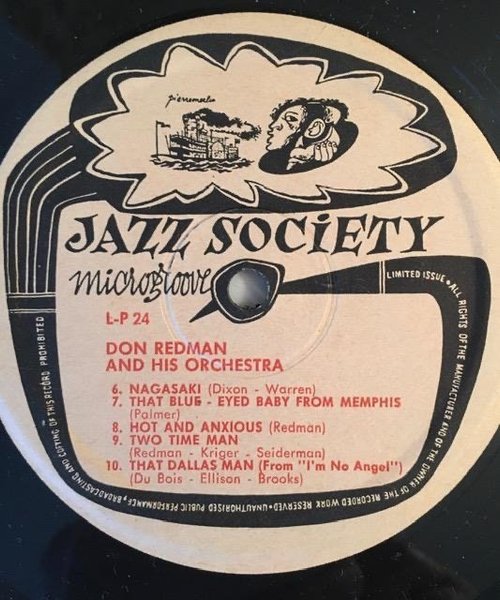 pierre merlin
JAZZ SOCIETY
microgroove
L-P 24
DON REDMAN
AND HIS ORCHESTRA
6. NAGASAKI (Dixon - Warren)
7. THAT BLUE - EYED BABY FROM MEMPHIS
(Palmer)
8. HOT AND ANXIOUS (Redman)
9. TWO TIME MAN
(Redman - Kriger - Seiderman)
10. THAT DALLAS MAN (From "I'm No Angel")
(Du Bois - Ellison - Brooks)
LIMITED ISSUE • ALL RIGHTS OF THE MANUFACTURER AND OF THE OWNER OF THE RECORDED WORK RESERVED • UNAUTHORISED PUBLIC PERFORMANCE, BROADCASTING AND COPYING OF THIS RECORD PROHIBITED